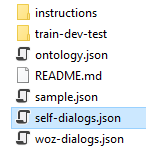 instructions
train-dev-test
ontology.json
README.md
sample.json
self-dialogs.json
woz-dialogs.json